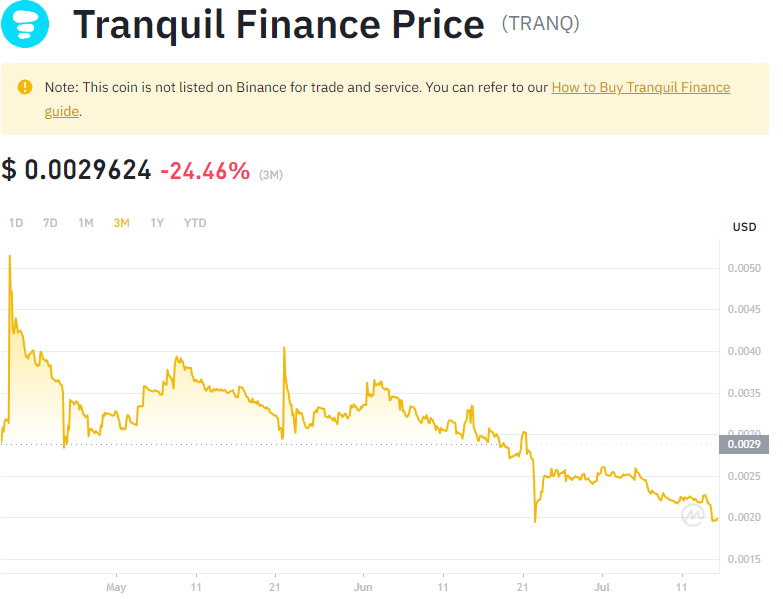 Tranquil Finance Price (TRANQ)
Note: This coin is not listed on Binance for trade and service. You can refer to our How to Buy Tranquil Finance
guide.
$ 0.0029624 -24.46% (3M)
1D 7D 1M 3M 1Y YTD
USD
0.0050
0.0045
0.0040
0.0035
0.0030
0.0029
0.0025
0.0020
0.0015
May 11 21 Jun 11 21 Jul 11